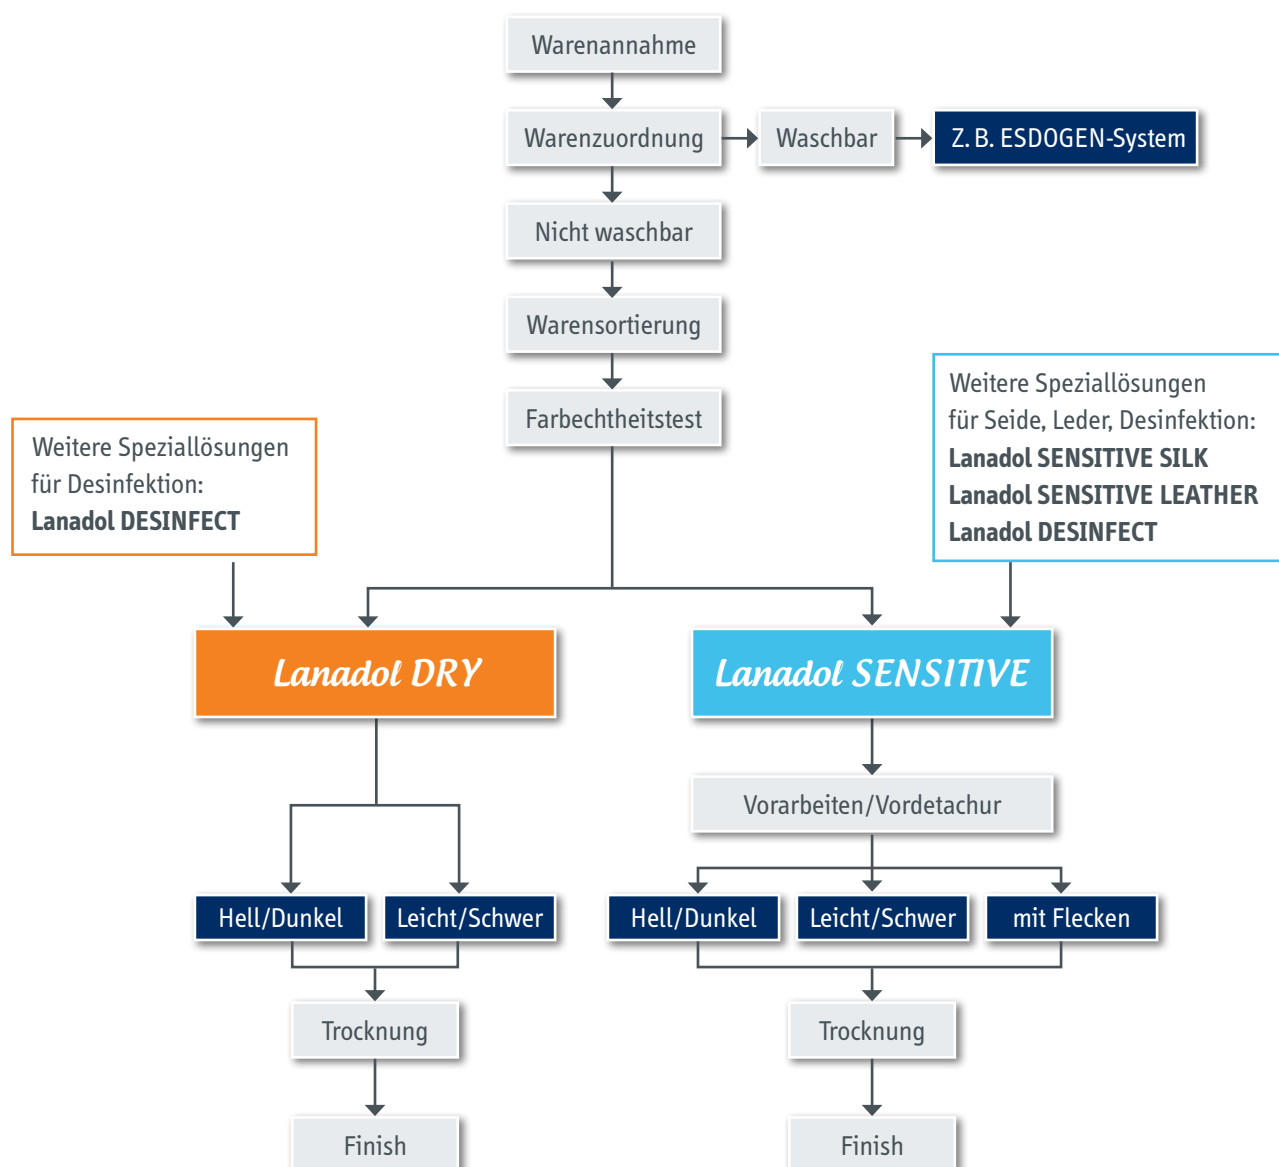 Warenannahme
Warenzuordnung
Waschbar
Z. B. ESDOGEN-System
Nicht waschbar
Warensortierung
Farbechtheitstest
Weitere Speziallösungen
für Desinfektion:
Lanadol DESINFECT
Weitere Speziallösungen
für Seide, Leder, Desinfektion:
Lanadol SENSITIVE SILK
Lanadol SENSITIVE LEATHER
Lanadol DESINFECT
Lanadol DRY
Lanadol SENSITIVE
Vorarbeiten/Vordetachur
Hell/Dunkel
Leicht/Schwer
Hell/Dunkel
Leicht/Schwer
mit Flecken
Trocknung
Trocknung
Finish
Finish